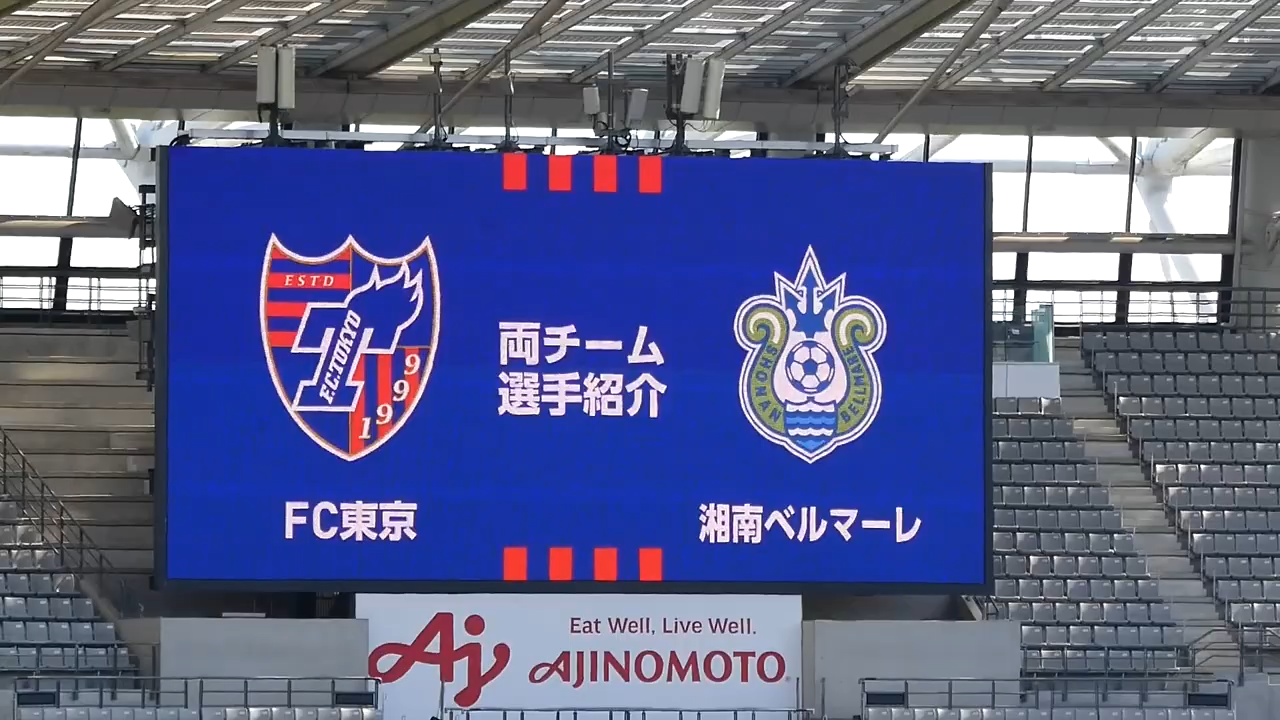 ESTD
F.C.TOKYO
1999
両チーム
選手紹介
SHONAN
BELLMARE
FC東京
湘南ベルマーレ
Aj
Eat Well, Live Well.
AJINOMOTO